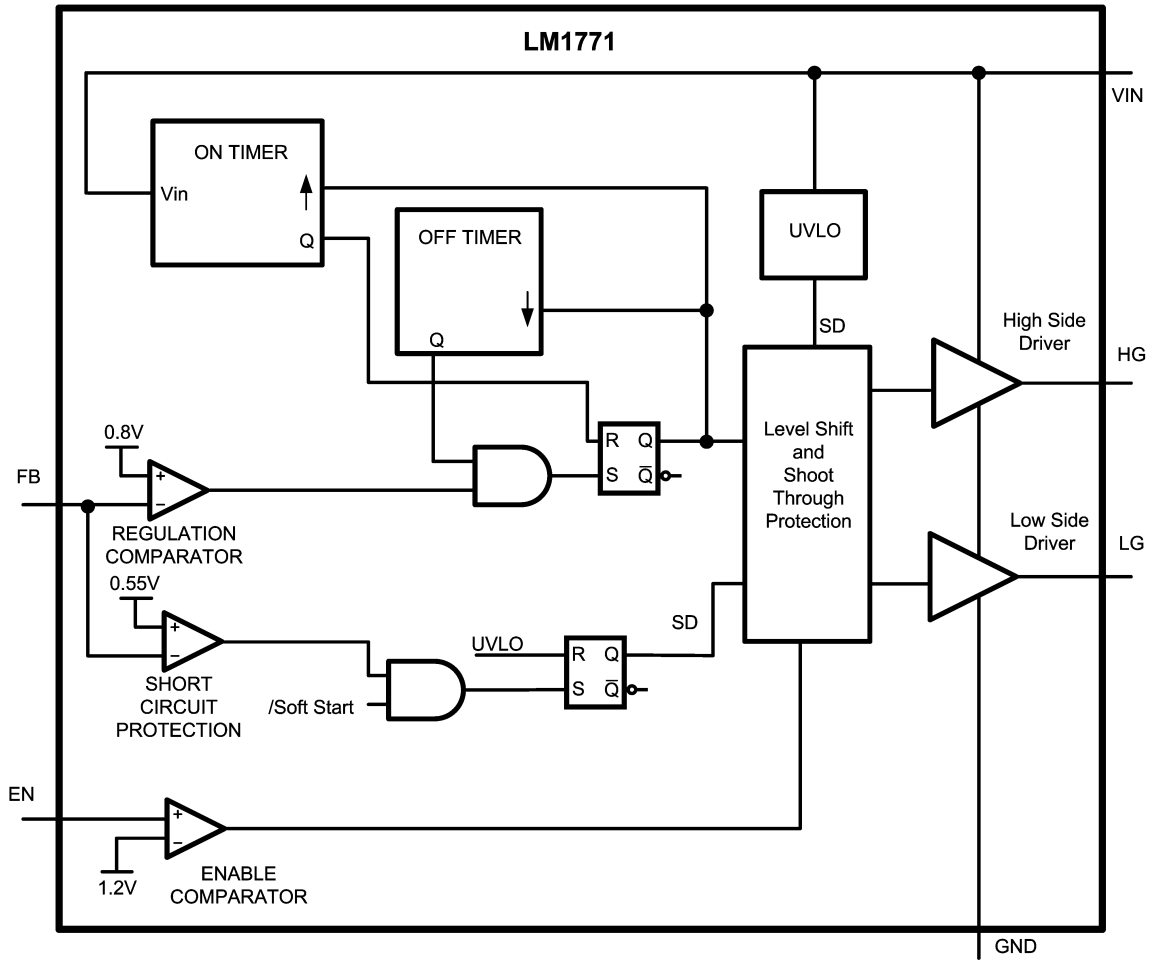 LM1771
VIN
ON TIMER
Vin
Q
OFF TIMER
Q
UVLO
SD
High Side
Driver
HG
0.8V
FB
+
−
REGULATION
COMPARATOR
R Q
S Q̅
Level Shift
and
Shoot
Through
Protection
Low Side
Driver
LG
0.55V
+
−
SHORT
CIRCUIT
PROTECTION
/Soft Start
UVLO
R Q
S Q̅
SD
EN
+
−
1.2V
ENABLE
COMPARATOR
GND